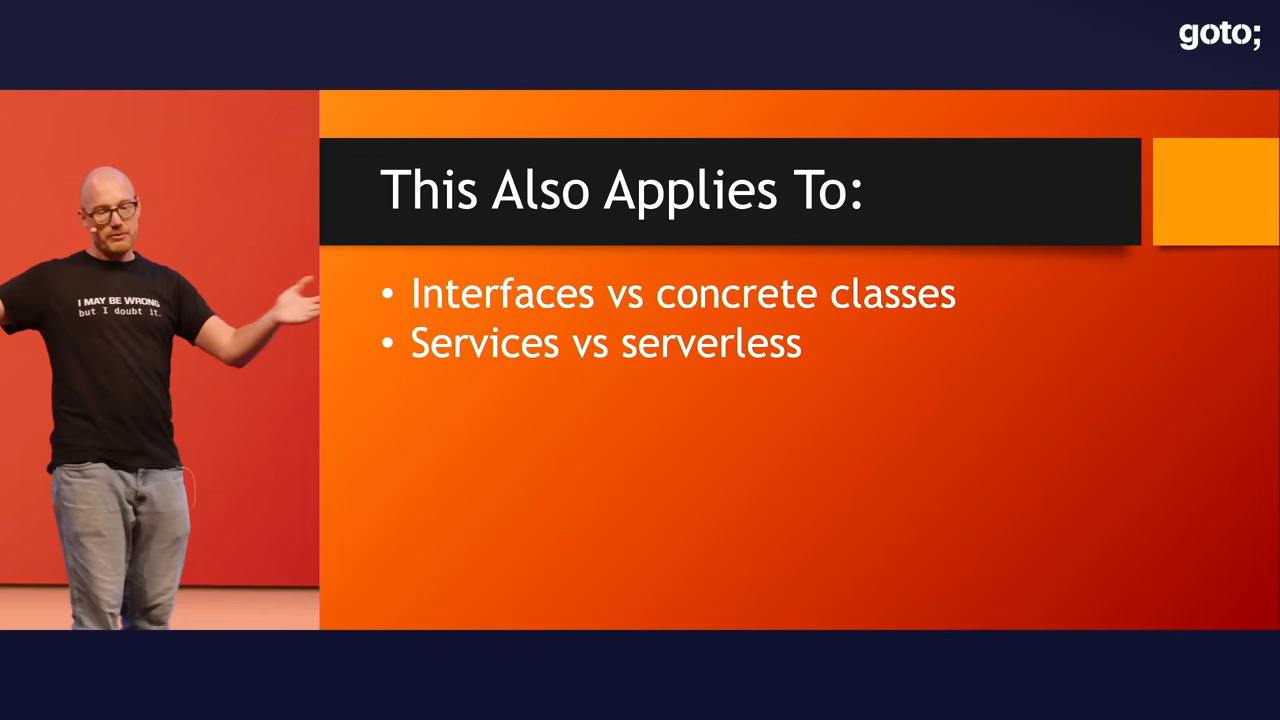 goto;
This Also Applies To:
• Interfaces vs concrete classes
• Services vs serverless
I MAY BE WRONG
but I doubt it.